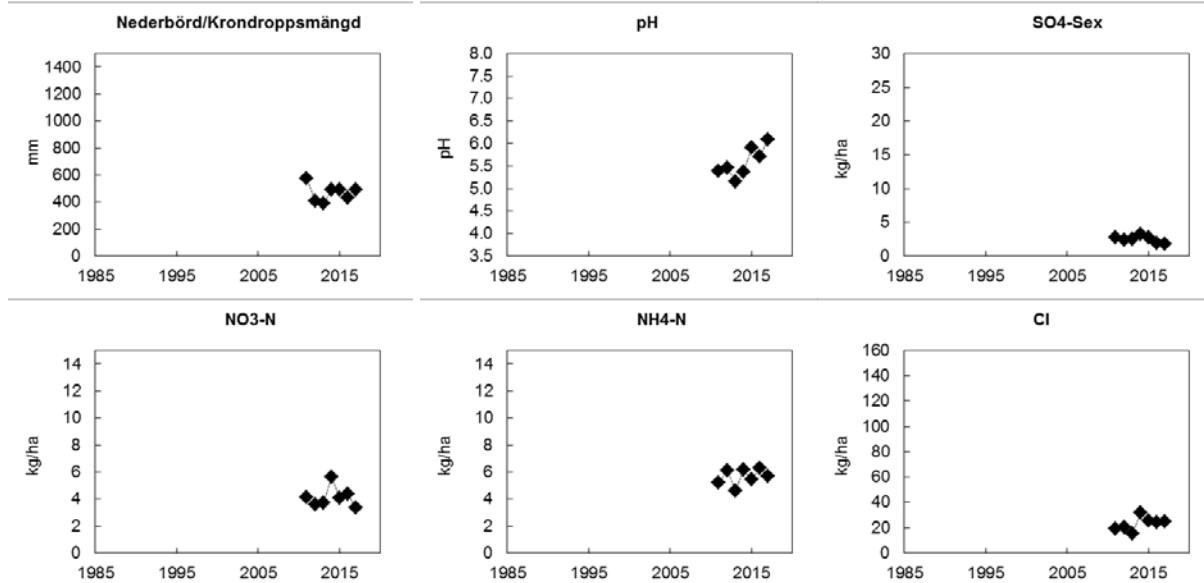 Nederbörd/Krondroppsmängd
mm
1400
1200
1000
800
600
400
200
0
1985 1995 2005 2015
pH
pH
8.0
7.5
7.0
6.5
6.0
5.5
5.0
4.5
4.0
3.5
1985 1995 2005 2015
SO4-Sex
kg/ha
30
25
20
15
10
5
0
1985 1995 2005 2015
NO3-N
kg/ha
14
12
10
8
6
4
2
0
1985 1995 2005 2015
NH4-N
kg/ha
14
12
10
8
6
4
2
0
1985 1995 2005 2015
Cl
kg/ha
160
140
120
100
80
60
40
20
0
1985 1995 2005 2015